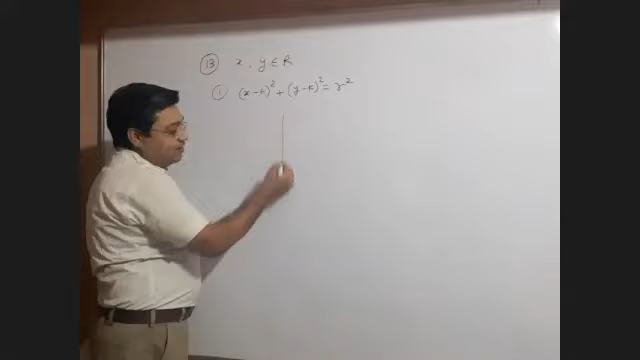 13 x, y ∈ R
1 (x-h)² + (y-k)² = r²